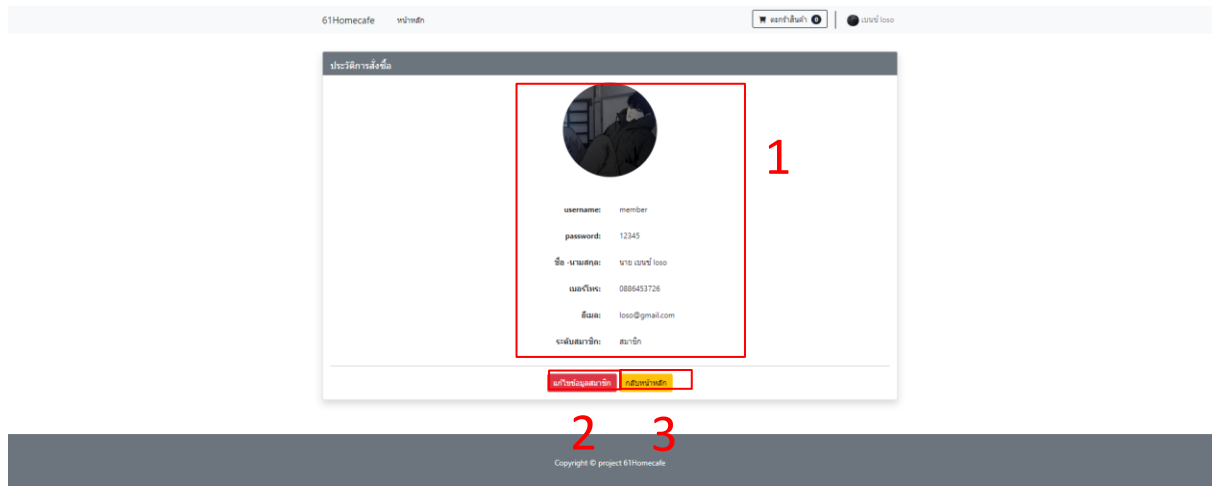 61Homecafe หน้าหลัก ตะกร้าสินค้า 0 เบนซ์ loso
ประวัติการสั่งซื้อ
1
username: member
password: 12345
ชื่อ -นามสกุล: นาย เบนซ์ loso
เบอร์โทร: 0886453726
อีเมล: loso@gmail.com
ระดับสมาชิก: สมาชิก
แก้ไขข้อมูลสมาชิก กลับหน้าหลัก
2 3
Copyright © project 61Homecafe